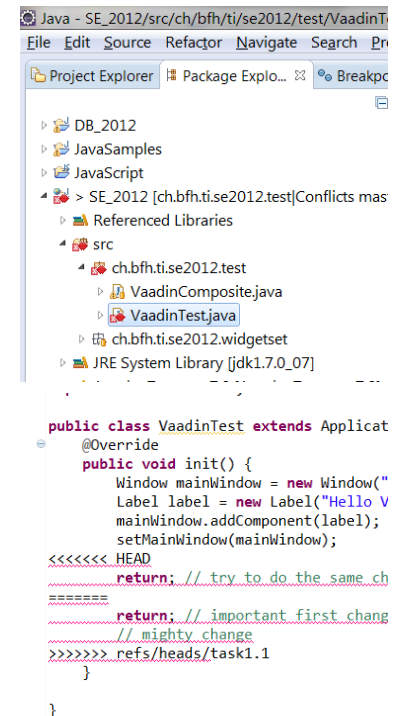 Java - SE_2012/src/ch/bfh/ti/se2012/test/VaadinT
File Edit Source Refactor Navigate Search Pr
Project Explorer Package Explo... Breakpo
DB_2012
JavaSamples
JavaScript
> SE_2012 [ch.bfh.ti.se2012.test|Conflicts mas
Referenced Libraries
src
ch.bfh.ti.se2012.test
VaadinComposite.java
VaadinTest.java
ch.bfh.ti.se2012.widgetset
JRE System Library [jdk1.7.0_07]
public class VaadinTest extends Applicat
@Override
public void init() {
Window mainWindow = new Window("
Label label = new Label("Hello V
mainWindow.addComponent(label);
setMainWindow(mainWindow);
<<<<<<< HEAD
return; // try to do the same ch
=======
return; // important first chang
// mighty change
>>>>>>> refs/heads/task1.1
}
}